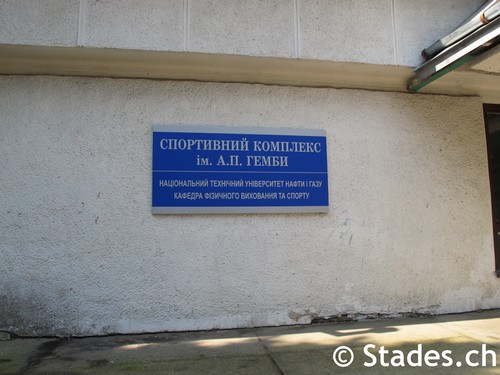 СПОРТИВНИЙ КОМПЛЕКС
ім. А.П. ГЕМБИ
НАЦІОНАЛЬНИЙ ТЕХНІЧНИЙ УНІВЕРСИТЕТ НАФТИ І ГАЗУ
КАФЕДРА ФІЗИЧНОГО ВИХОВАННЯ ТА СПОРТУ
© Stades.ch